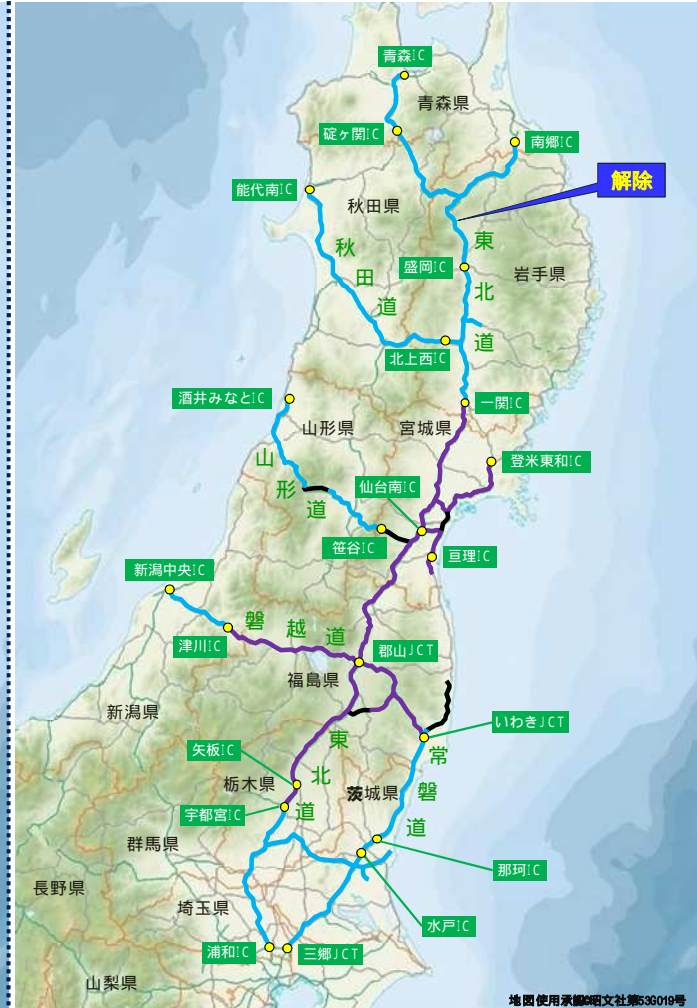 青森IC
青森県
碇ヶ関IC
南郷IC
解除
能代南IC
秋田県
秋田道
東北道
盛岡IC
岩手県
北上西IC
酒井みなとIC
一関IC
山形県
宮城県
山形道
登米東和IC
仙台南IC
笹谷IC
亘理IC
新潟中央IC
磐越道
津川IC
郡山JCT
福島県
新潟県
いわきJCT
矢板IC
東北道
常磐道
栃木県
茨城県
宇都宮IC
群馬県
那珂IC
長野県
埼玉県
水戸IC
浦和IC
三郷JCT
山梨県